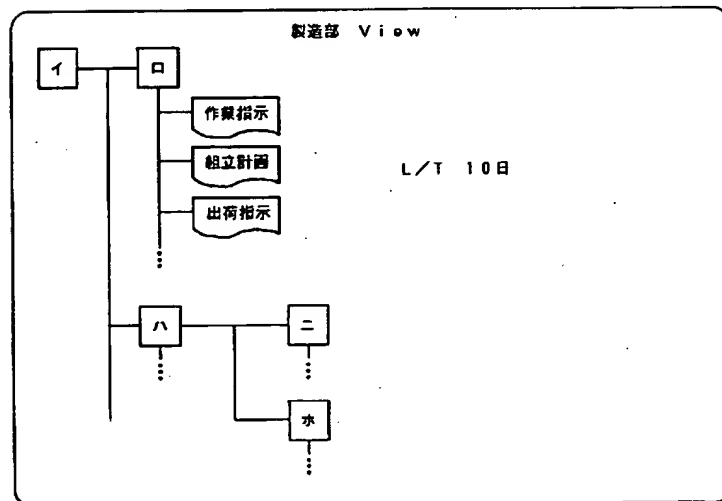 製造部 View
イ ロ
作業指示
組立計画 L/T 10日
出荷指示
ハ ニ
ホ